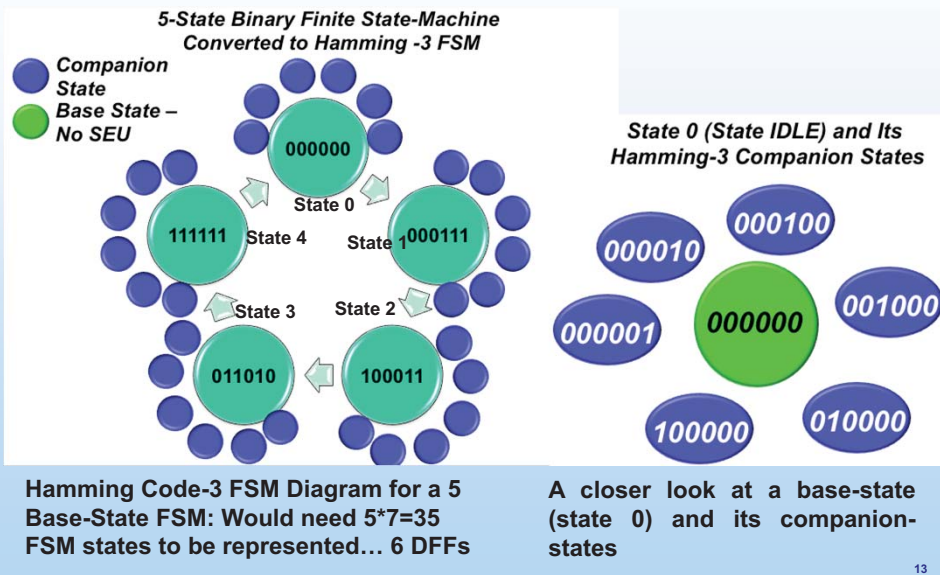 5-State Binary Finite State-Machine
Converted to Hamming -3 FSM
Companion
State
Base State –
No SEU
000000
State 0
111111
State 4
State 1
000111
State 3
State 2
011010
100011
State 0 (State IDLE) and Its
Hamming-3 Companion States
000100
000010
001000
000001
000000
100000
010000
Hamming Code-3 FSM Diagram for a 5
Base-State FSM: Would need 5*7=35
FSM states to be represented… 6 DFFs
A closer look at a base-state
(state 0) and its companion-
states
13